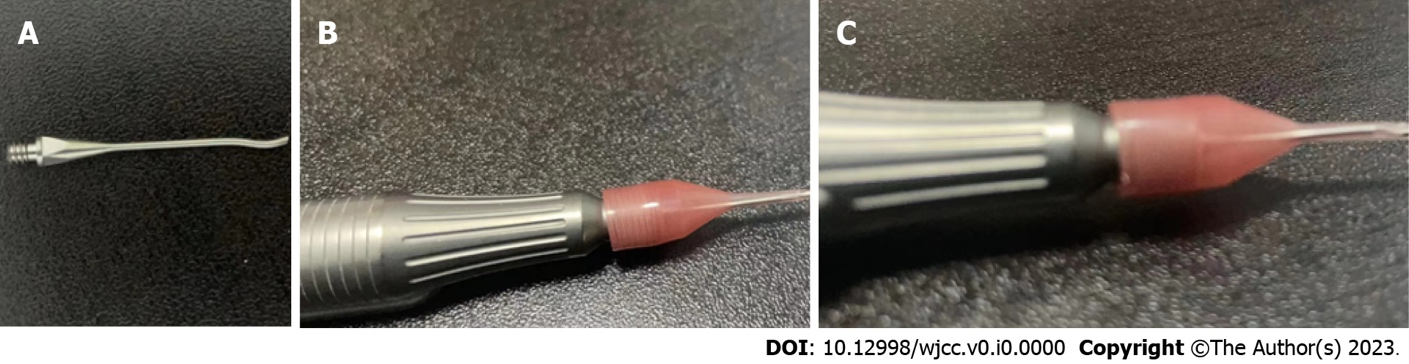 A
B
C
DOI: 10.12998/wjcc.v0.i0.0000 Copyright ©The Author(s) 2023.